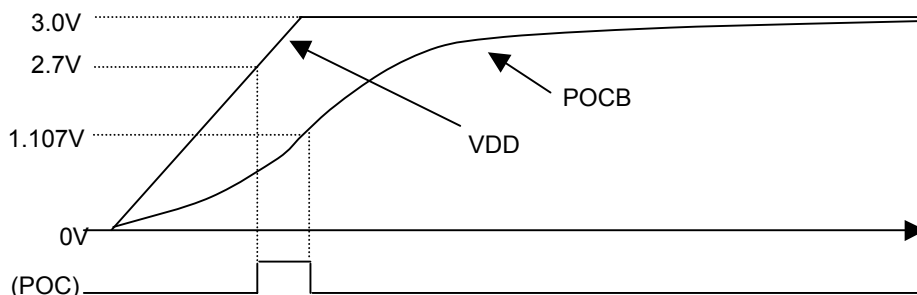 3.0V
2.7V
POCB
1.107V
VDD
0V
(POC)